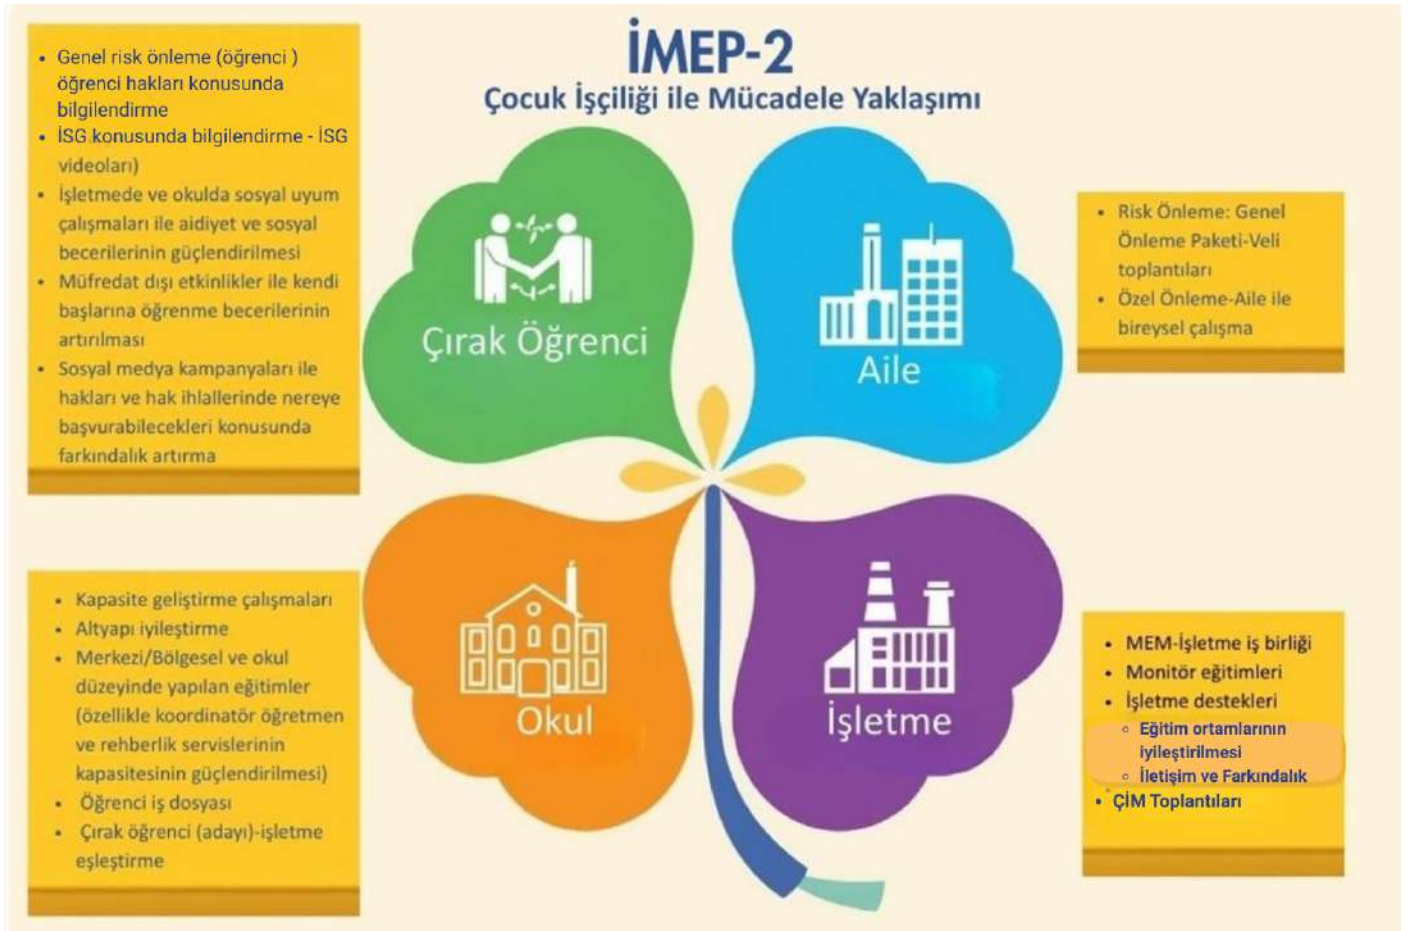 İMEP-2
Çocuk İşçiliği ile Mücadele Yaklaşımı
• Genel risk önleme (öğrenci )
öğrenci hakları konusunda
bilgilendirme
• İSG konusunda bilgilendirme - İSG
videoları)
• İşletmede ve okulda sosyal uyum
çalışmaları ile aidiyet ve sosyal
becerilerinin güçlendirilmesi
• Müfredat dışı etkinlikler ile kendi
başlarına öğrenme becerilerinin
artırılması
• Sosyal medya kampanyaları ile
hakları ve hak ihlallerinde nereye
başvurabilecekleri konusunda
farkındalık artırma
Çırak Öğrenci
Aile
• Risk Önleme: Genel
Önleme Paketi-Veli
toplantıları
• Özel Önleme-Aile ile
bireysel çalışma
• Kapasite geliştirme çalışmaları
• Altyapı iyileştirme
• Merkezi/Bölgesel ve okul
düzeyinde yapılan eğitimler
(özellikle koordinatör öğretmen
ve rehberlik servislerinin
kapasitesinin güçlendirilmesi)
• Öğrenci iş dosyası
• Çırak öğrenci (adayı)-işletme
eşleştirme
Okul
İşletme
• MEM-İşletme iş birliği
• Monitör eğitimleri
• İşletme destekleri
◦ Eğitim ortamlarının
iyileştirilmesi
◦ İletişim ve Farkındalık
• ÇİM Toplantıları